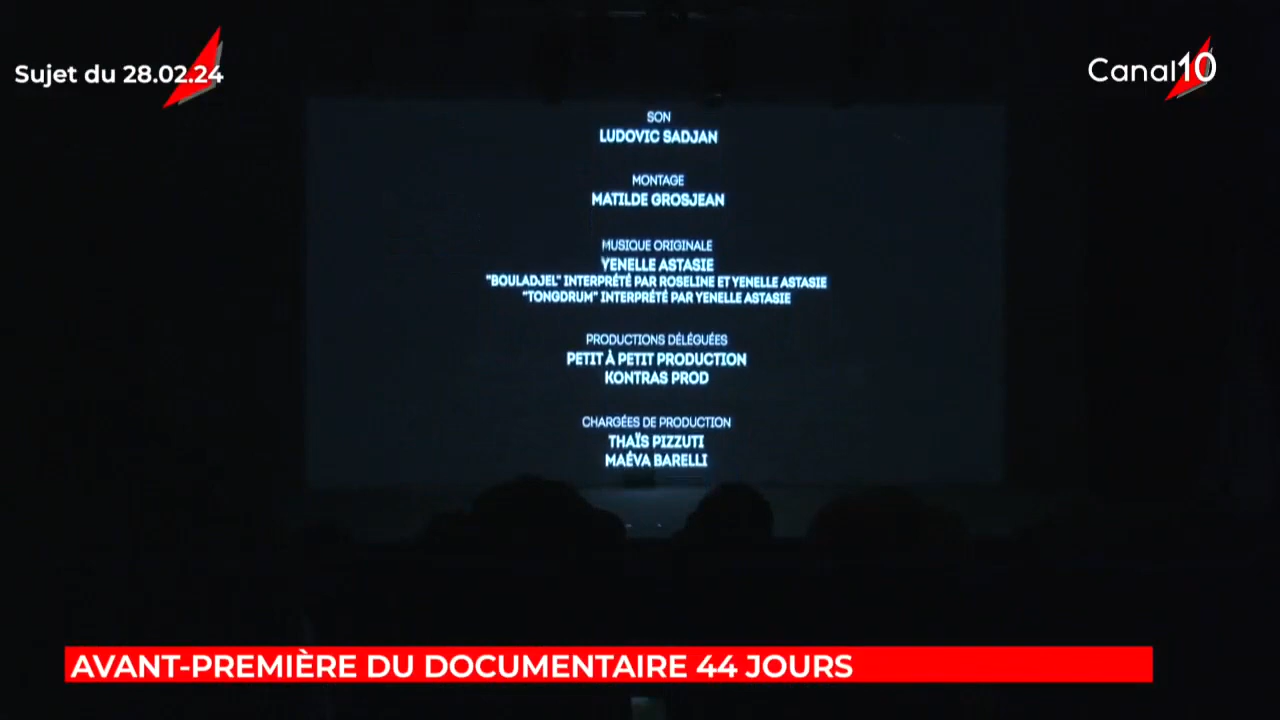 Sujet du 28.02.24
Canal10
SON
LUDOVIC SADJAN
MONTAGE
MATILDE GROSJEAN
MUSIQUE ORIGINALE
YENELLE ASTASIE
"BOULADJEL" INTERPRÉTÉ PAR ROSELINE ET YENELLE ASTASIE
"TONGDRUM" INTERPRÉTÉ PAR YENELLE ASTASIE
PRODUCTIONS DÉLÉGUÉES
PETIT À PETIT PRODUCTION
KONTRAS PROD
CHARGÉES DE PRODUCTION
THAÏS PIZZUTI
MAÉVA BARELLI
AVANT-PREMIÈRE DU DOCUMENTAIRE 44 JOURS